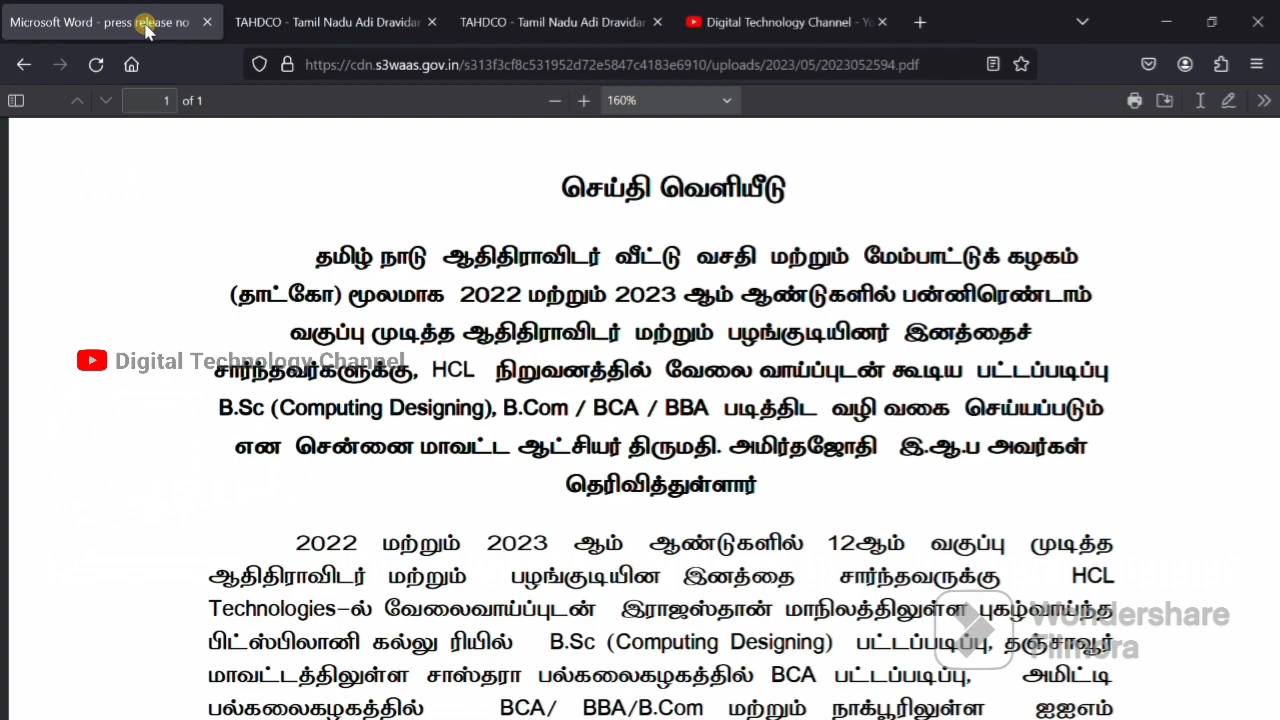 Microsoft Word - press release no
TAHDCO - Tamil Nadu Adi Dravidar
TAHDCO - Tamil Nadu Adi Dravidar
Digital Technology Channel - Yo
https://cdn.s3waas.gov.in/s313f3cf8c531952d72e5847c4183e6910/uploads/2023/05/2023052594.pdf
1 of 1
160%
செய்தி வெளியீடு
தமிழ் நாடு ஆதிதிராவிடர் வீட்டு வசதி மற்றும் மேம்பாட்டுக் கழகம்
(தாட்கோ) மூலமாக 2022 மற்றும் 2023 ஆம் ஆண்டுகளில் பன்னிரெண்டாம்
வகுப்பு முடித்த ஆதிதிராவிடர் மற்றும் பழங்குடியினர் இனத்தைச்
Digital Technology Channel
சார்ந்தவர்களுக்கு, HCL நிறுவனத்தில் வேலை வாய்ப்புடன் கூடிய பட்டப்படிப்பு
B.Sc (Computing Designing), B.Com / BCA / BBA படித்திட வழி வகை செய்யப்படும்
என சென்னை மாவட்ட ஆட்சியர் திருமதி. அமிர்தஜோதி இ.ஆ.ப அவர்கள்
தெரிவித்துள்ளார்
2022 மற்றும் 2023 ஆம் ஆண்டுகளில் 12ஆம் வகுப்பு முடித்த
ஆதிதிராவிடர் மற்றும் பழங்குடியின இனத்தை சார்ந்தவருக்கு HCL
Technologies-ல் வேலைவாய்ப்புடன் இராஜஸ்தான் மாநிலத்திலுள்ள புகழ்வாய்ந்த
பிட்ஸ்பிலானி கல்லு ரியில் B.Sc (Computing Designing) பட்டப்படிப்பு, தஞ்சாவூர்
மாவட்டத்திலுள்ள சாஸ்தரா பல்கலைகழகத்தில் BCA பட்டப்படிப்பு, அமிட்டி
பல்கலைகழகத்தில் BCA/ BBA/B.Com மற்றும் நாக்பூரிலுள்ள ஐஐஎம்
Wondershare
Filmora